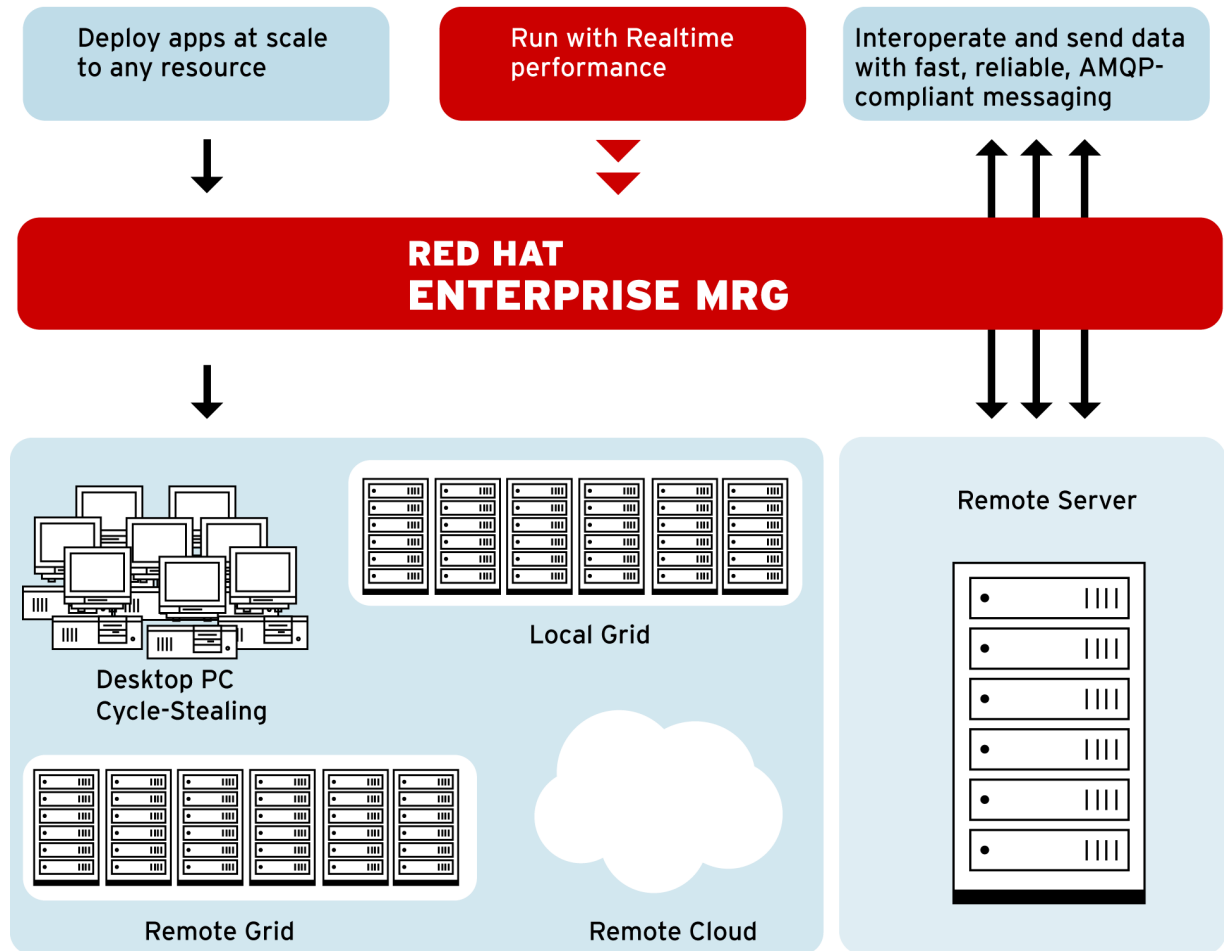 Deploy apps at scale
to any resource
Run with Realtime
performance
Interoperate and send data
with fast, reliable, AMQP-
compliant messaging
RED HAT
ENTERPRISE MRG
Remote Server
Local Grid
Desktop PC
Cycle-Stealing
Remote Grid
Remote Cloud